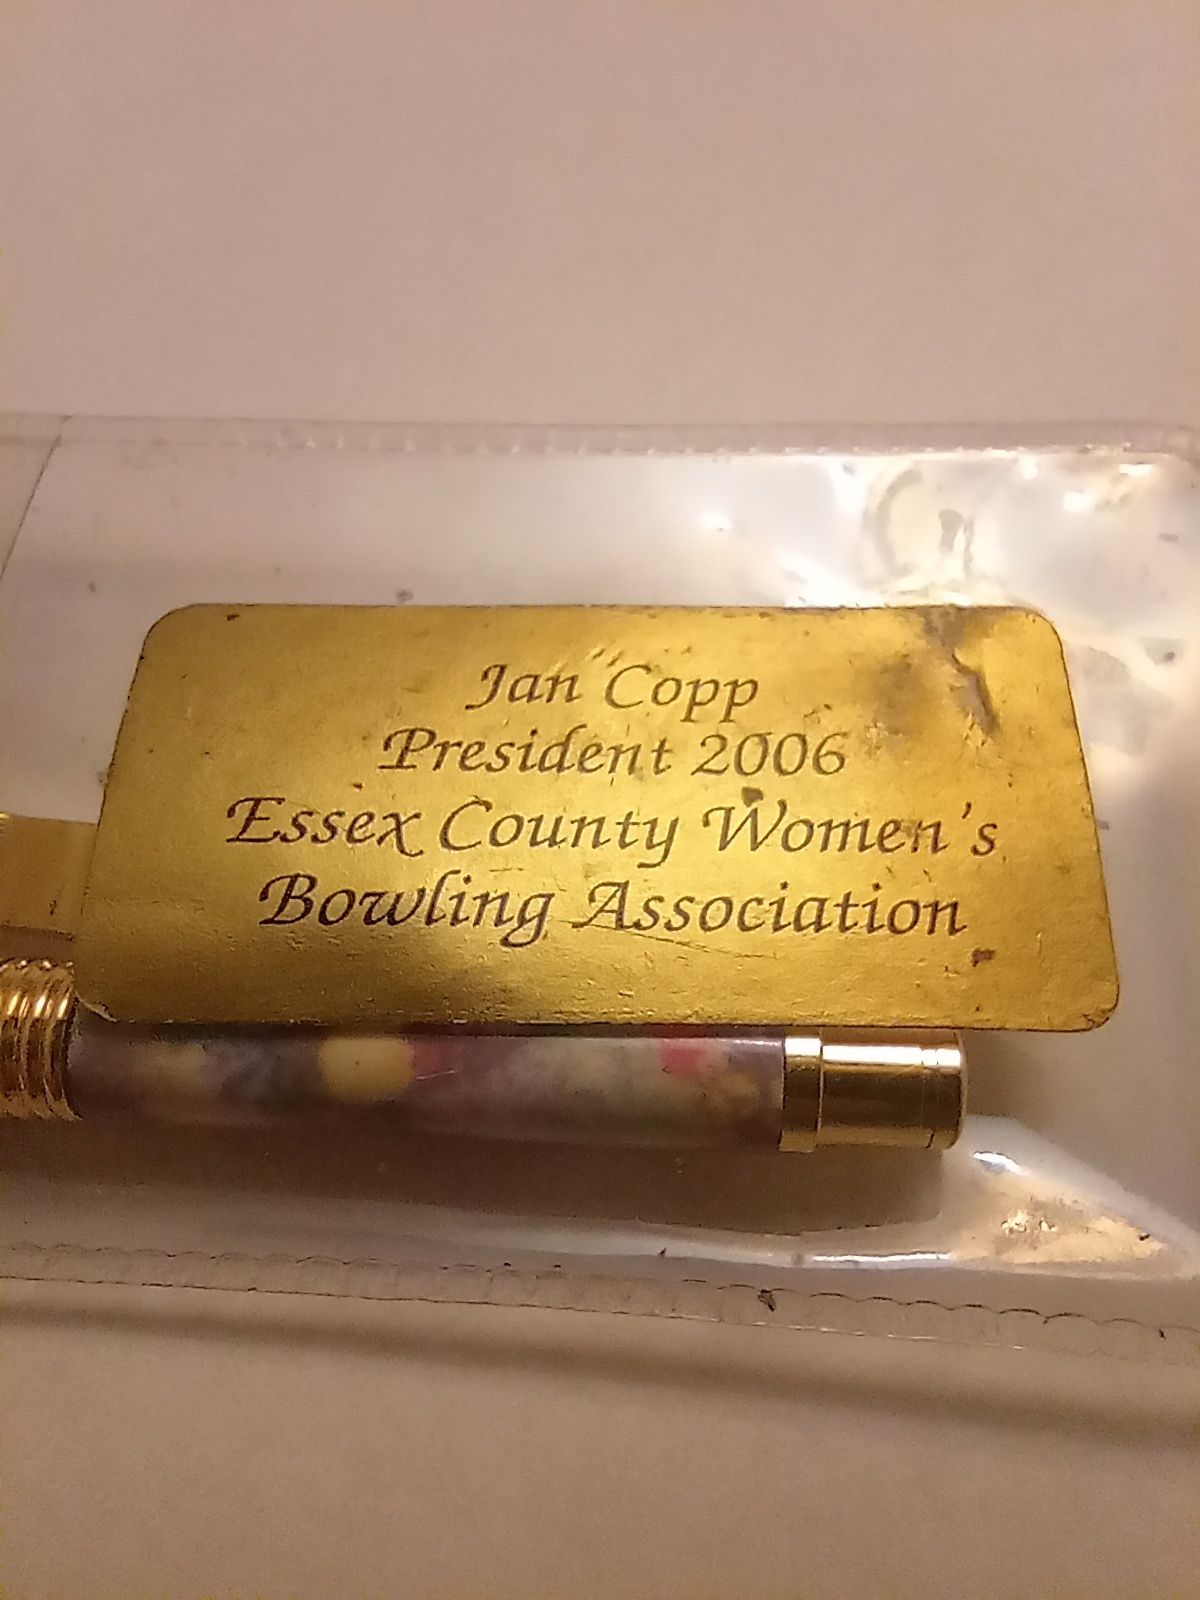 Jan Copp
President 2006
Essex County Women's
Bowling Association